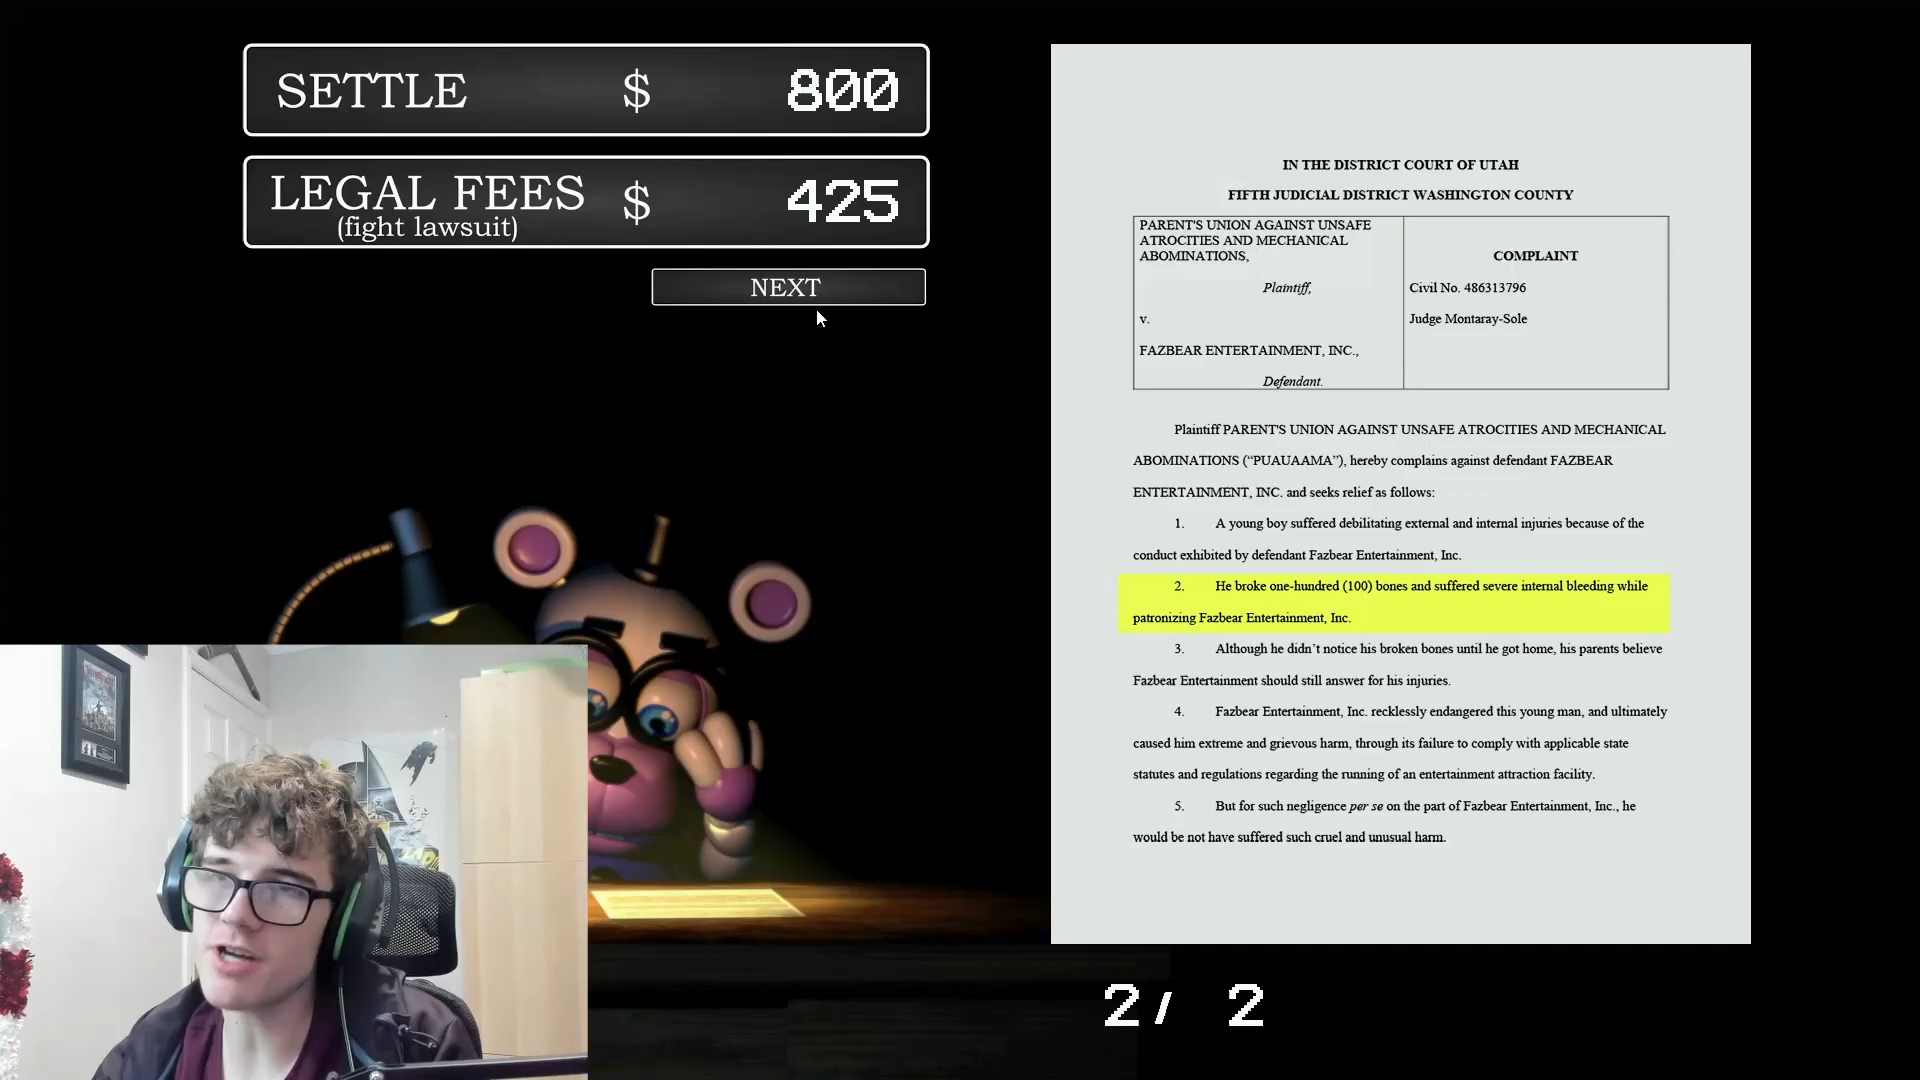 SETTLE $ 800
LEGAL FEES $ 425
(fight lawsuit)
NEXT
IN THE DISTRICT COURT OF UTAH
FIFTH JUDICIAL DISTRICT WASHINGTON COUNTY
PARENT'S UNION AGAINST UNSAFE
ATROCITIES AND MECHANICAL
ABOMINATIONS,
Plaintiff,
v.
FAZBEAR ENTERTAINMENT, INC.,
Defendant.
COMPLAINT
Civil No. 486313796
Judge Montaray-Sole
Plaintiff PARENT'S UNION AGAINST UNSAFE ATROCITIES AND MECHANICAL
ABOMINATIONS (“PUAUAAMA”), hereby complains against defendant FAZBEAR
ENTERTAINMENT, INC. and seeks relief as follows:
1. A young boy suffered debilitating external and internal injuries because of the
conduct exhibited by defendant Fazbear Entertainment, Inc.
2. He broke one-hundred (100) bones and suffered severe internal bleeding while
patronizing Fazbear Entertainment, Inc.
3. Although he didn’t notice his broken bones until he got home, his parents believe
Fazbear Entertainment should still answer for his injuries.
4. Fazbear Entertainment, Inc. recklessly endangered this young man, and ultimately
caused him extreme and grievous harm, through its failure to comply with applicable state
statutes and regulations regarding the running of an entertainment attraction facility.
5. But for such negligence per se on the part of Fazbear Entertainment, Inc., he
would be not have suffered such cruel and unusual harm.
2/ 2